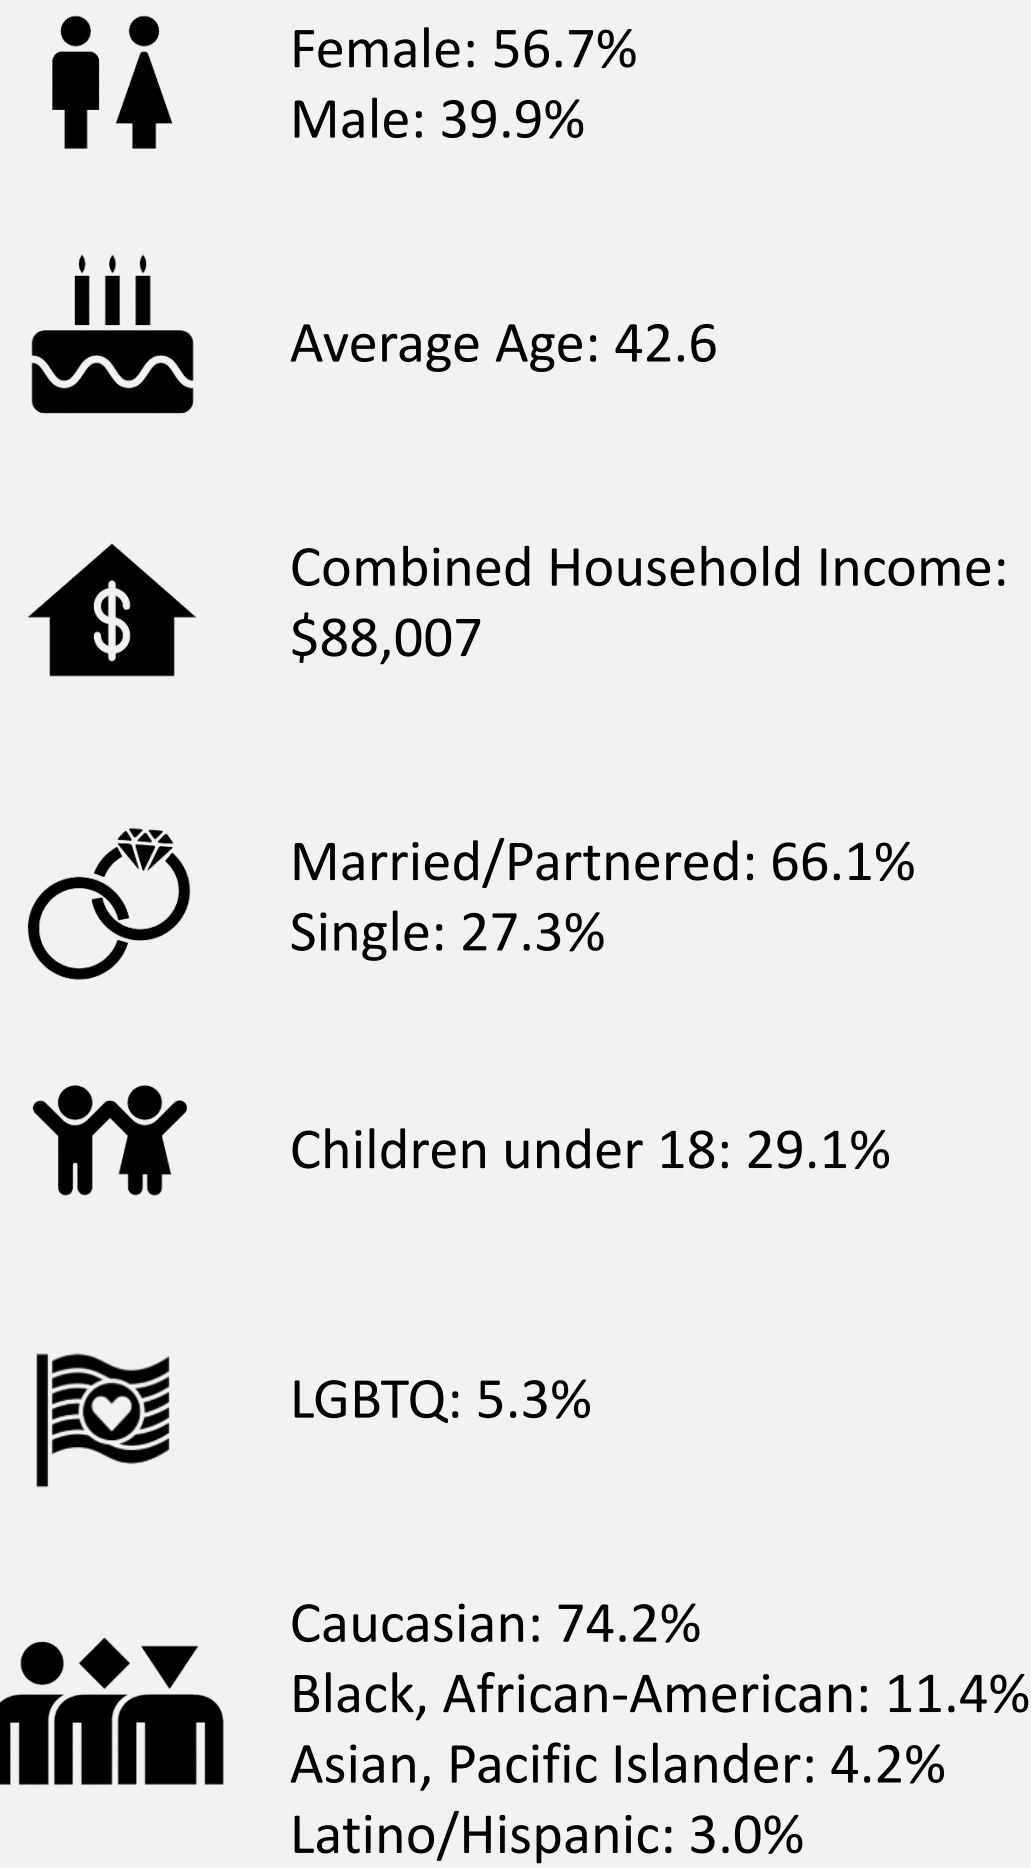 Female: 56.7%
Male: 39.9%
Average Age: 42.6
Combined Household Income:
$88,007
Married/Partnered: 66.1%
Single: 27.3%
Children under 18: 29.1%
LGBTQ: 5.3%
Caucasian: 74.2%
Black, African-American: 11.4%
Asian, Pacific Islander: 4.2%
Latino/Hispanic: 3.0%